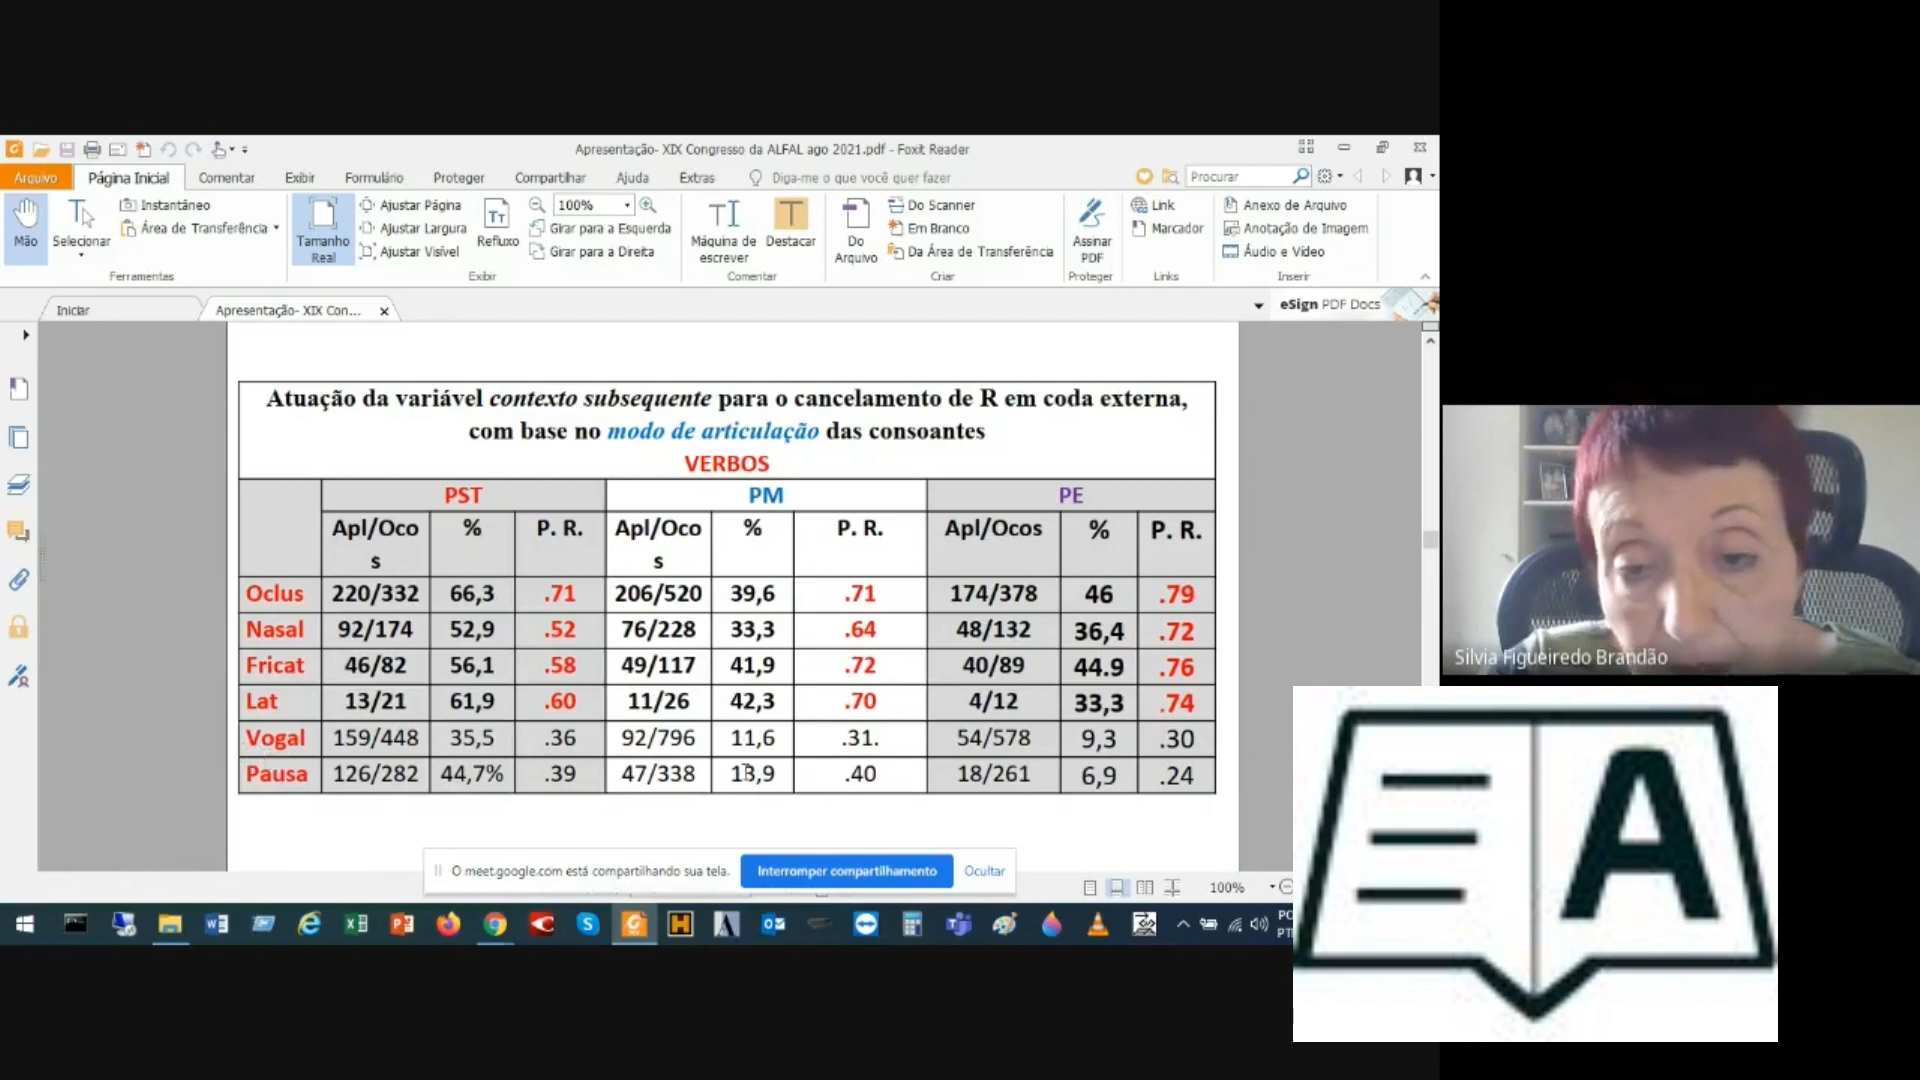 Apresentação- XIX Congresso da ALFAL ago 2021.pdf - Foxit Reader
Arquivo Página Inicial Comentar Exibir Formulário Proteger Compartilhar Ajuda Extras Diga-me o que você quer fazer Procurar
Mão
Selecionar
Instantâneo
Área de Transferência
Ferramentas
Tamanho Real
Ajustar Página
Ajustar Largura
Ajustar Visível
Refluxo
100%
Girar para a Esquerda
Girar para a Direita
Exibir
Máquina de escrever
Destacar
Comentar
Do Arquivo
Do Scanner
Em Branco
Da Área de Transferência
Criar
Assinar PDF
Proteger
Link
Marcador
Links
Anexo de Arquivo
Anotação de Imagem
Áudio e Vídeo
Inserir
Iniciar Apresentação- XIX Con... eSign PDF Docs
Atuação da variável contexto subsequente para o cancelamento de R em coda externa,
com base no modo de articulação das consoantes
VERBOS
PST PM PE
Apl/Oco s % P. R. Apl/Oco s % P. R. Apl/Ocos % P. R.
Oclus 220/332 66,3 .71 206/520 39,6 .71 174/378 46 .79
Nasal 92/174 52,9 .52 76/228 33,3 .64 48/132 36,4 .72
Fricat 46/82 56,1 .58 49/117 41,9 .72 40/89 44.9 .76
Lat 13/21 61,9 .60 11/26 42,3 .70 4/12 33,3 .74
Vogal 159/448 35,5 .36 92/796 11,6 .31. 54/578 9,3 .30
Pausa 126/282 44,7% .39 47/338 13,9 .40 18/261 6,9 .24
O meet.google.com está compartilhando sua tela. Interromper compartilhamento Ocultar
100%
Silvia Figueiredo Brandão
A